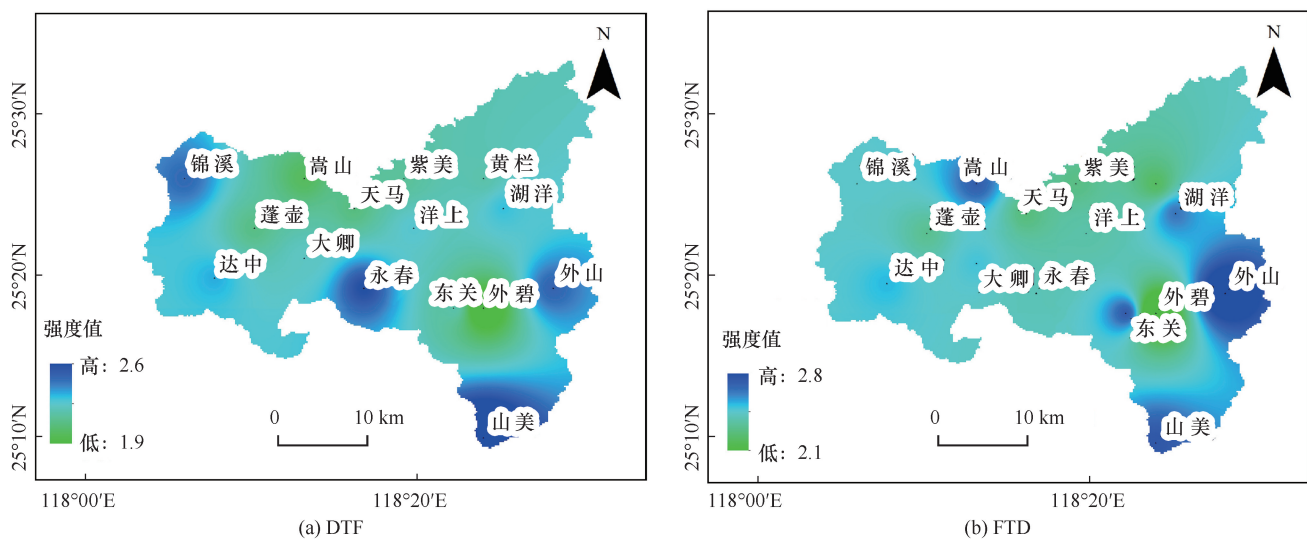 N
25°30′N
锦溪
嵩山
紫美
黄栏
天马
湖洋
蓬壶
洋上
大卿
达中
25°20′N
永春
东关
外碧
外山
强度值
高：2.6
低：1.9
0
10 km
山美
25°10′N
118°00′E
118°20′E
(a) DTF
N
25°30′N
锦溪
嵩山
紫美
天马
湖洋
蓬壶
洋上
达中
大卿
永春
25°20′N
外碧
外山
东关
强度值
高：2.8
低：2.1
0
10 km
山美
25°10′N
118°00′E
118°20′E
(b) FTD